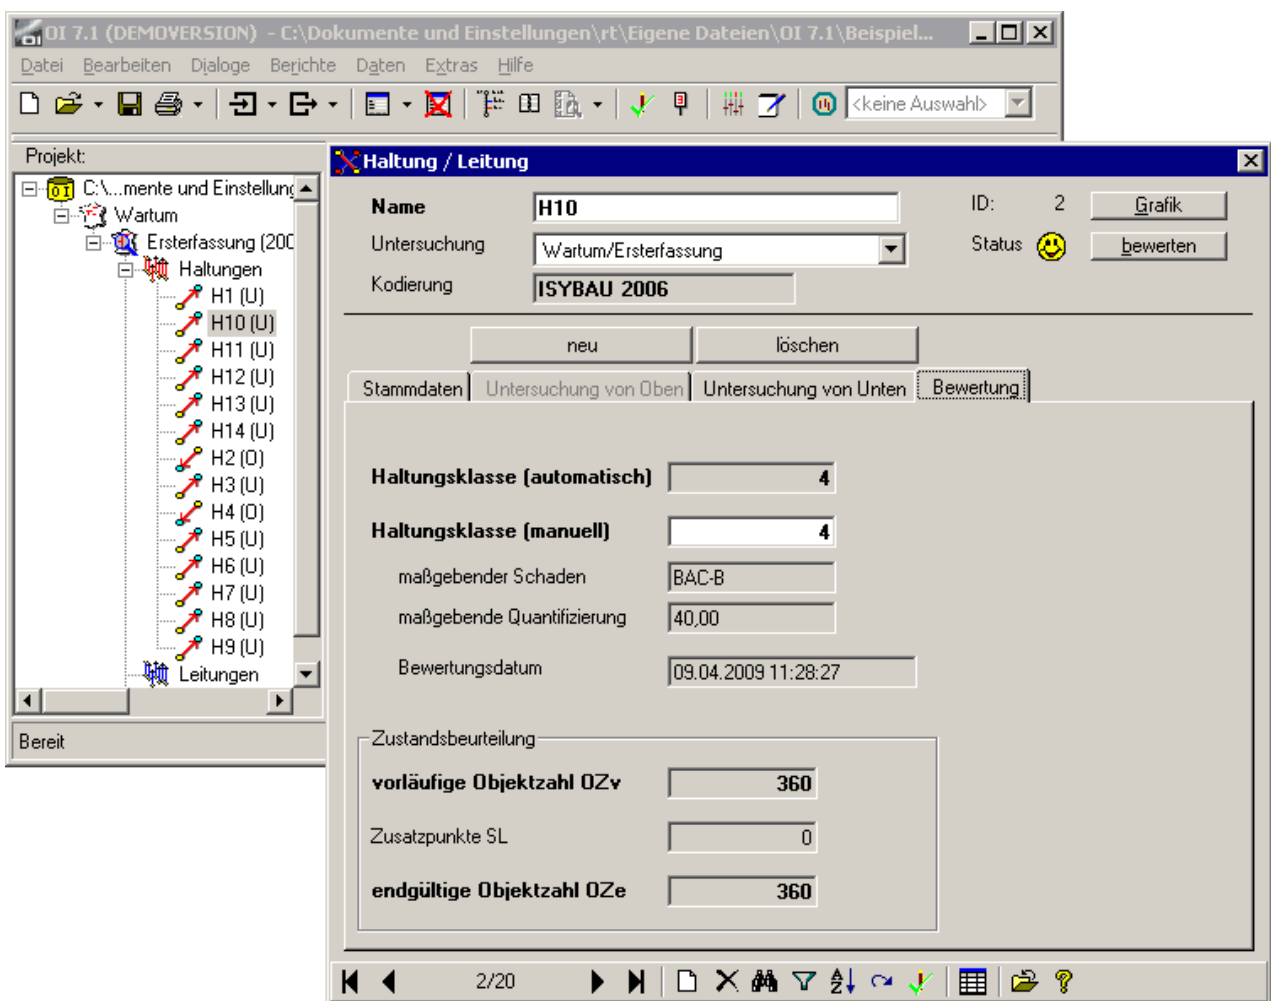 OI 7.1 (DEMOVERSION) - C:\Dokumente und Einstellungen\rt\Eigene Dateien\OI 7.1\Beispiel...
Datei Bearbeiten Dialoge Berichte Daten Extras Hilfe
<keine Auswahl>
Projekt:
C:\...mente und Einstellung
Wartum
Ersterfassung (200
Haltungen
H1 (U)
H10 (U)
H11 (U)
H12 (U)
H13 (U)
H14 (U)
H2 (O)
H3 (U)
H4 (O)
H5 (U)
H6 (U)
H7 (U)
H8 (U)
H9 (U)
Leitungen
Bereit
Haltung / Leitung
Name H10 ID: 2 Grafik
Untersuchung Wartum/Ersterfassung Status bewerten
Kodierung ISYBAU 2006
neu löschen
Stammdaten Untersuchung von Oben Untersuchung von Unten Bewertung
Haltungsklasse (automatisch) 4
Haltungsklasse (manuell) 4
maßgebender Schaden BAC-B
maßgebende Quantifizierung 40,00
Bewertungsdatum 09.04.2009 11:28:27
Zustandsbeurteilung
vorläufige Objektzahl OZv 360
Zusatzpunkte SL 0
endgültige Objektzahl OZe 360
2/20